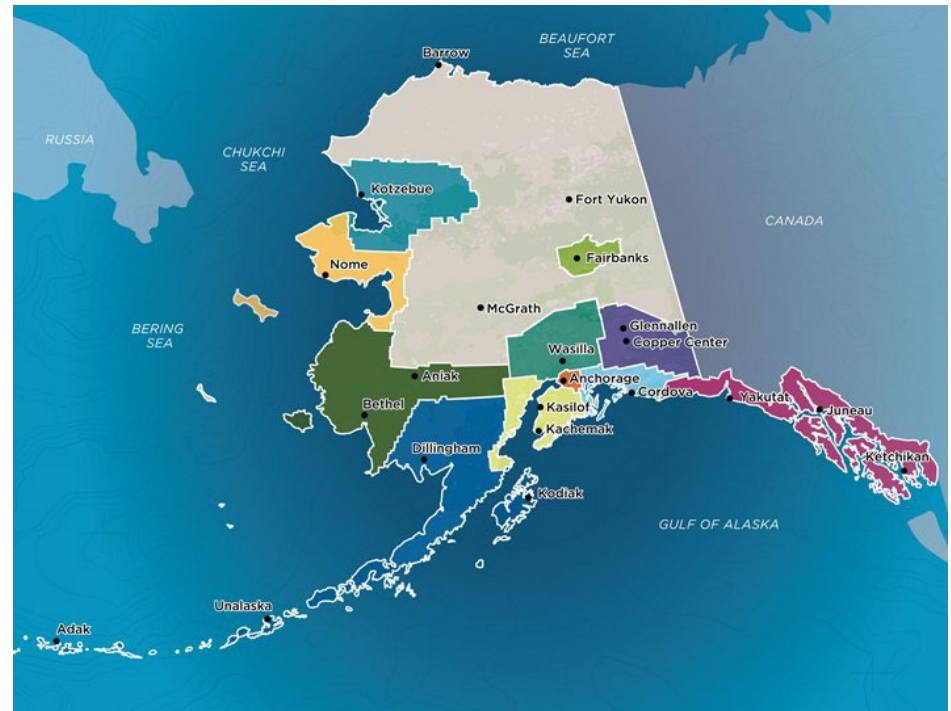 BEAUFORT
SEA
Barrow
RUSSIA
CHUKCHI
SEA
Kotzebue
Fort Yukon
CANADA
Nome
Fairbanks
McGrath
BERING
SEA
Glennallen
Copper Center
Wasilla
Aniak
Anchorage
Cordova
Yakutat
Bethel
Kasilof
Juneau
Kachemak
Dillingham
Ketchikan
Kodiak
GULF OF ALASKA
Unalaska
Adak